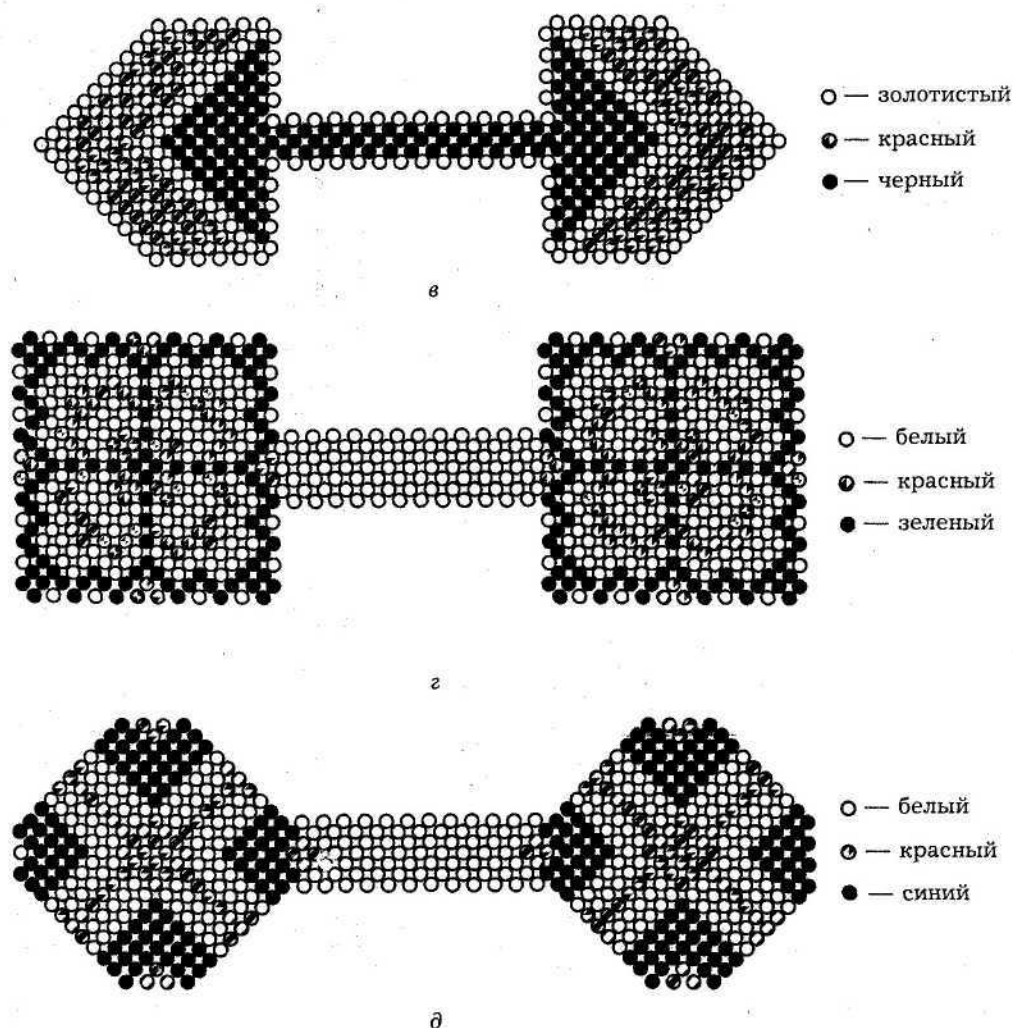 — золотистый
— красный
— черный
в
— белый
— красный
— зеленый
г
— белый
— красный
— синий
д